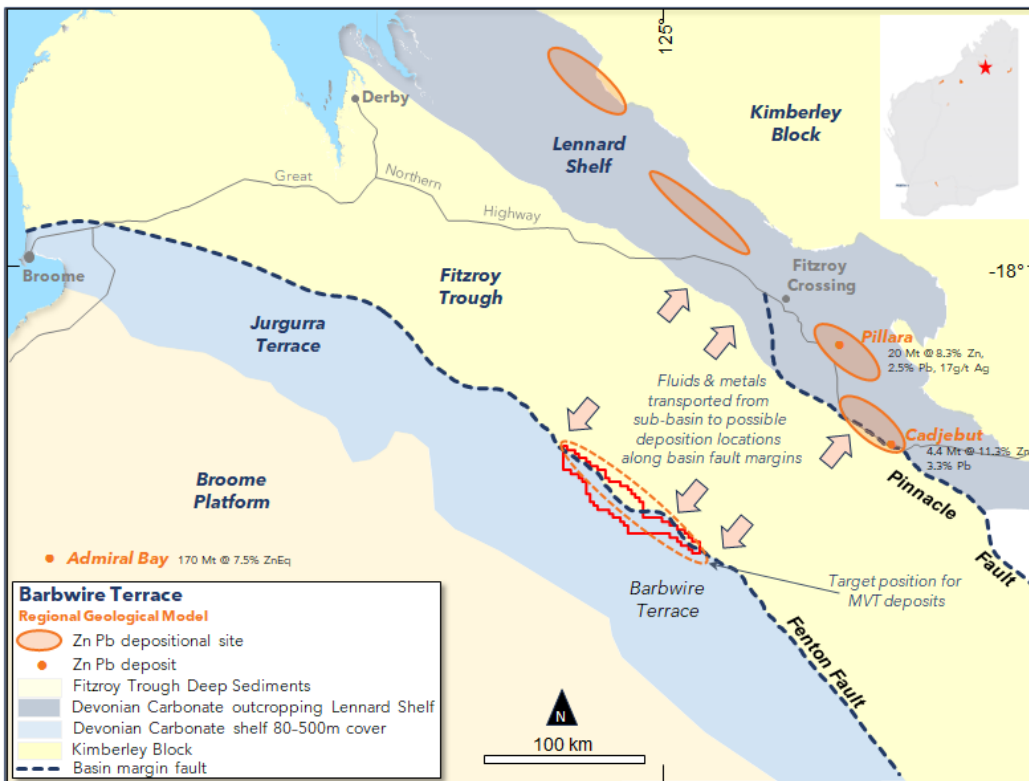 125°
Derby
Kimberley
Block
Lennard
Shelf
Great
Northern
Highway
-18°
Broome
Fitzroy
Trough
Fitzroy
Crossing
Jurgurra
Terrace
Pillara
20 Mt @ 8.3% Zn,
2.5% Pb, 17g/t Ag
Fluids & metals
transported from
sub-basin to possible
deposition locations
along basin fault margins
Cadjebut
4.4 Mt @ 11.3% Zn
3.3% Pb
Broome
Platform
Pinnacle
Fault
Admiral Bay 170 Mt @ 7.5% ZnEq
Barbwire
Terrace
Target position for
MVT deposits
Fenton Fault
Barbwire Terrace
Regional Geological Model
Zn Pb depositional site
Zn Pb deposit
Fitzroy Trough Deep Sediments
Devonian Carbonate outcropping Lennard Shelf
Devonian Carbonate shelf 80-500m cover
Kimberley Block
Basin margin fault
N
100 km